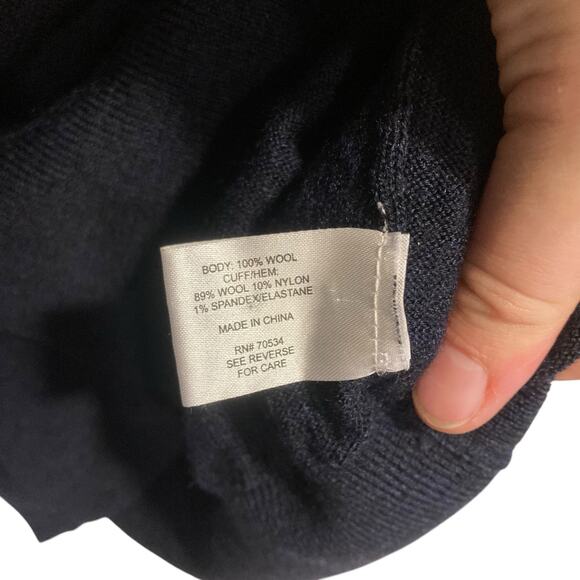 BODY: 100% WOOL
CUFF/HEM:
89% WOOL 10% NYLON
1% SPANDEX/ELASTANE
MADE IN CHINA
RN# 70534
SEE REVERSE
FOR CARE